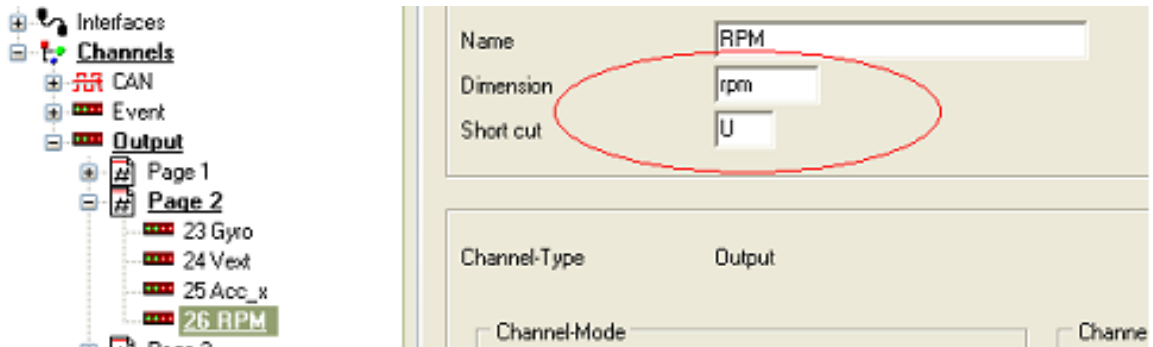 Interfaces
Channels
CAN
Event
Output
Page 1
Page 2
23 Gyro
24 Vext
25 Acc_x
26 RPM
Name
RPM
Dimension
rpm
Short cut
U
Channel-Type
Output
Channel-Mode
Channe